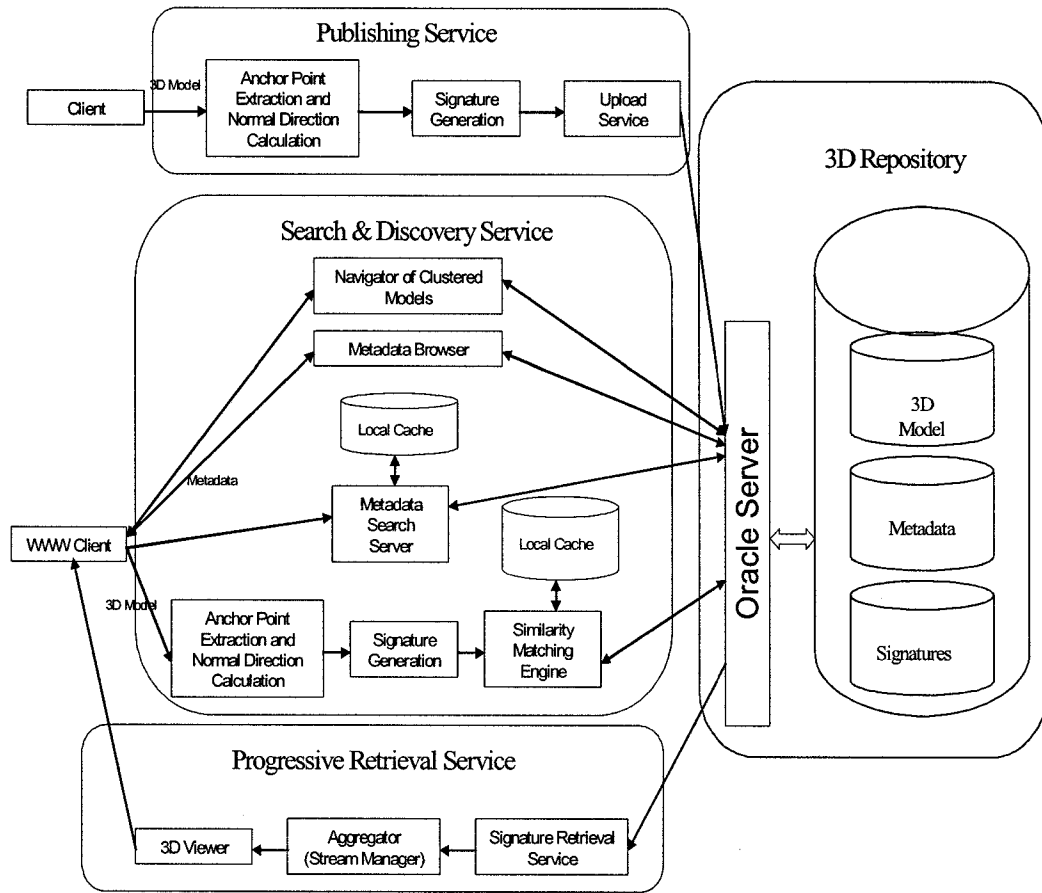 Publishing Service
3D Model
Client
Anchor Point
Extraction and
Normal Direction
Calculation
Signature
Generation
Upload
Service
3D Repository
Search & Discovery Service
Navigator of Clustered
Models
Metadata Browser
Local Cache
Metadata
Metadata
Search
Server
Local Cache
WWW Client
3D Model
Anchor Point
Extraction and
Normal Direction
Calculation
Signature
Generation
Similarity
Matching
Engine
Oracle Server
3D
Model
Metadata
Signatures
Progressive Retrieval Service
3D Viewer
Aggregator
(Stream Manager)
Signature Retrieval
Service